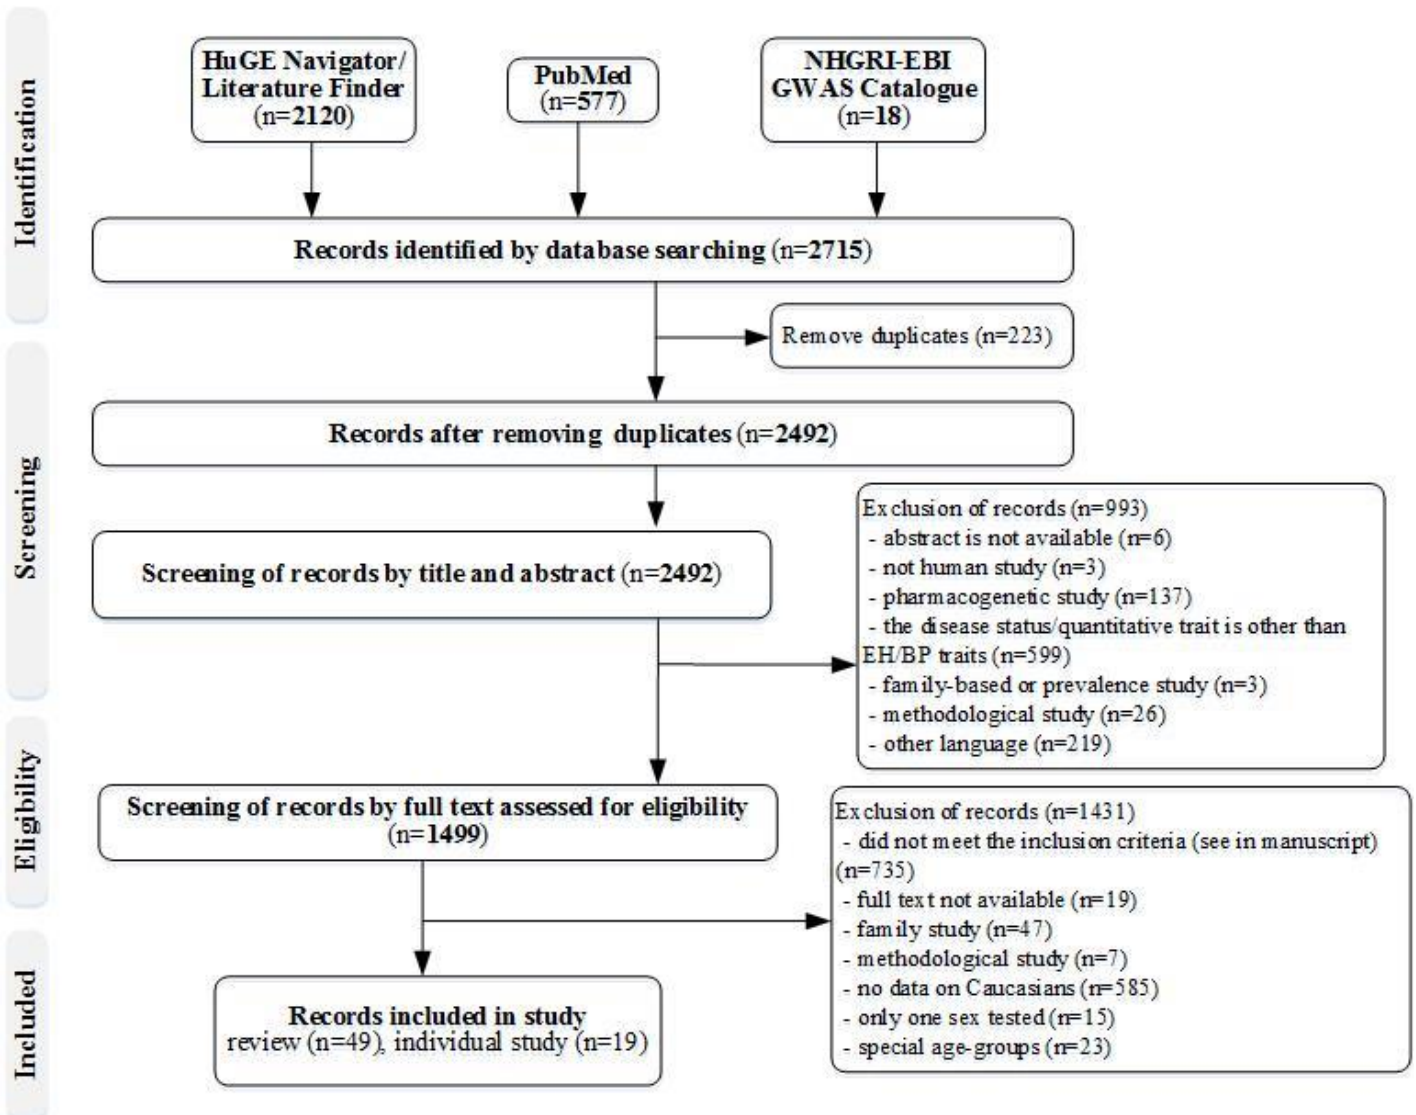 Identification
HuGE Navigator/
Literature Finder
(n=2120)
PubMed
(n=577)
NHGRI-EBI
GWAS Catalogue
(n=18)
Records identified by database searching (n=2715)
Remove duplicates (n=223)
Screening
Records after removing duplicates (n=2492)
Screening of records by title and abstract (n=2492)
Exclusion of records (n=993)
- abstract is not available (n=6)
- not human study (n=3)
- pharmacogenetic study (n=137)
- the disease status/quantitative trait is other than
EH/BP traits (n=599)
- family-based or prevalence study (n=3)
- methodological study (n=26)
- other language (n=219)
Eligibility
Screening of records by full text assessed for eligibility
(n=1499)
Exclusion of records (n=1431)
- did not meet the inclusion criteria (see in manuscript)
(n=735)
- full text not available (n=19)
- family study (n=47)
- methodological study (n=7)
- no data on Caucasians (n=585)
- only one sex tested (n=15)
- special age-groups (n=23)
Included
Records included in study
review (n=49), individual study (n=19)